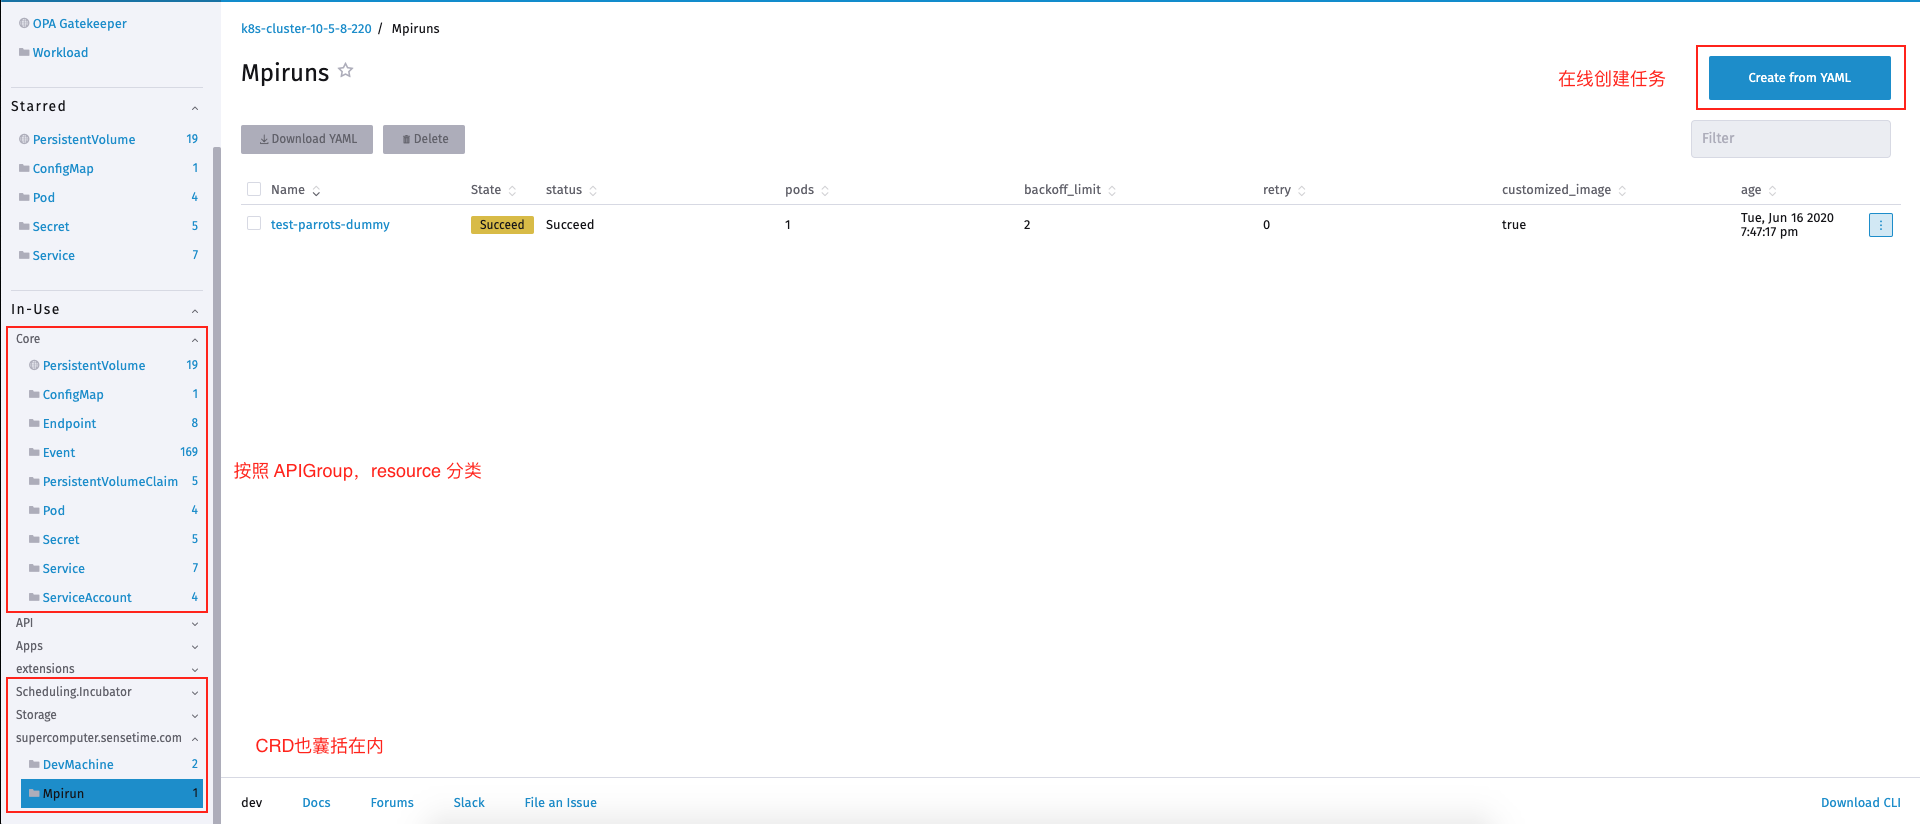 OPA Gatekeeper
Workload
Starred
PersistentVolume 19
ConfigMap 1
Pod 4
Secret 5
Service 7
In-Use
Core
PersistentVolume 19
ConfigMap 1
Endpoint 8
Event 169
PersistentVolumeClaim 5
Pod 4
Secret 5
Service 7
ServiceAccount 4
API
Apps
extensions
Scheduling.Incubator
Storage
supercomputer.sensetime.com
DevMachine 2
Mpirun 1
k8s-cluster-10-5-8-220 / Mpiruns
Mpiruns
在线创建任务
Create from YAML
Download YAML Delete
Filter
Name State status pods backoff_limit retry customized_image age
test-parrots-dummy Succeed Succeed 1 2 0 true Tue, Jun 16 2020
7:47:17 pm
按照 APIGroup，resource 分类
CRD也囊括在内
dev Docs Forums Slack File an Issue Download CLI